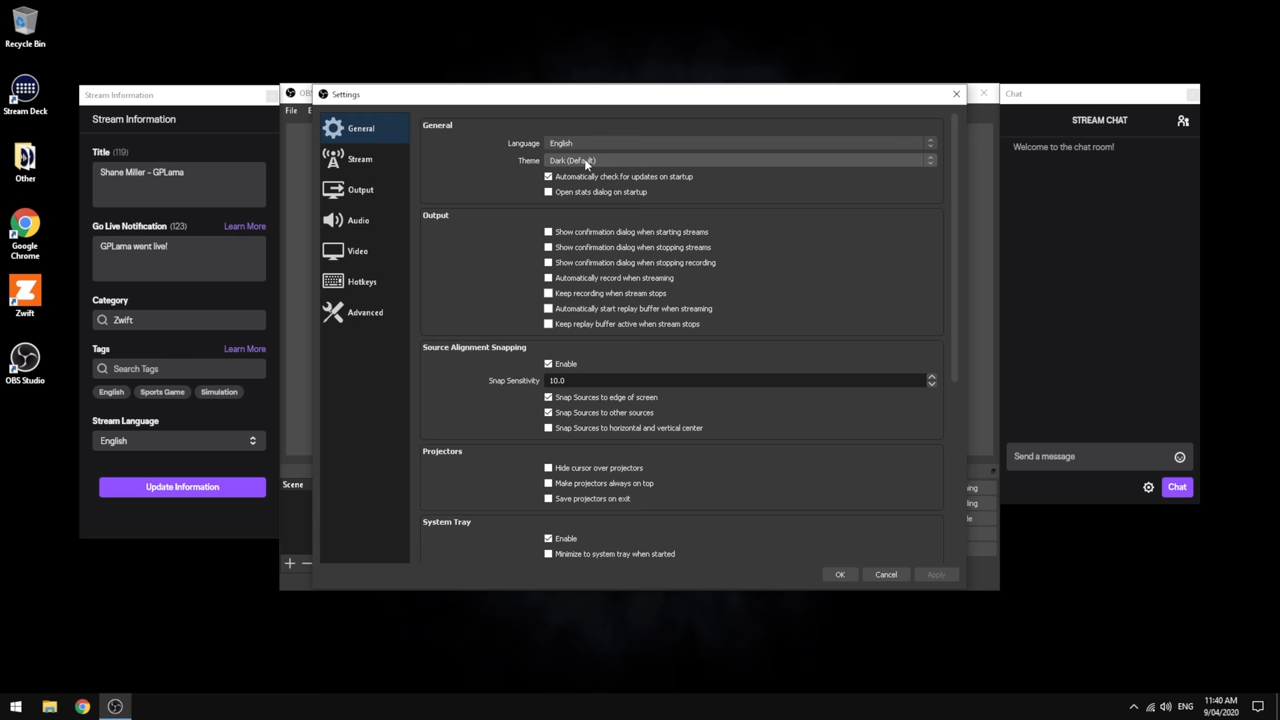 Recycle Bin
Stream Deck
Other
Google
Chrome
Zwift
OBS Studio
Stream Information
Stream Information
Title (119)
Shane Miller - GPLama
Go Live Notification (123)
Learn More
GPLama went live!
Category
Zwift
Tags
Learn More
Search Tags
English
Sports Game
Simulation
Stream Language
English
Update Information
OBS
File
Scene
Settings
General
Stream
Output
Audio
Video
Hotkeys
Advanced
General
Language
English
Theme
Dark (Default)
Automatically check for updates on startup
Open stats dialog on startup
Output
Show confirmation dialog when starting streams
Show confirmation dialog when stopping streams
Show confirmation dialog when stopping recording
Automatically record when streaming
Keep recording when stream stops
Automatically start replay buffer when streaming
Keep replay buffer active when stream stops
Source Alignment Snapping
Enable
Snap Sensitivity
10.0
Snap Sources to edge of screen
Snap Sources to other sources
Snap Sources to horizontal and vertical center
Projectors
Hide cursor over projectors
Make projectors always on top
Save projectors on exit
System Tray
Enable
Minimize to system tray when started
OK
Cancel
Apply
Chat
STREAM CHAT
Welcome to the chat room!
Send a message
Chat
ENG
11:40 AM
9/04/2020